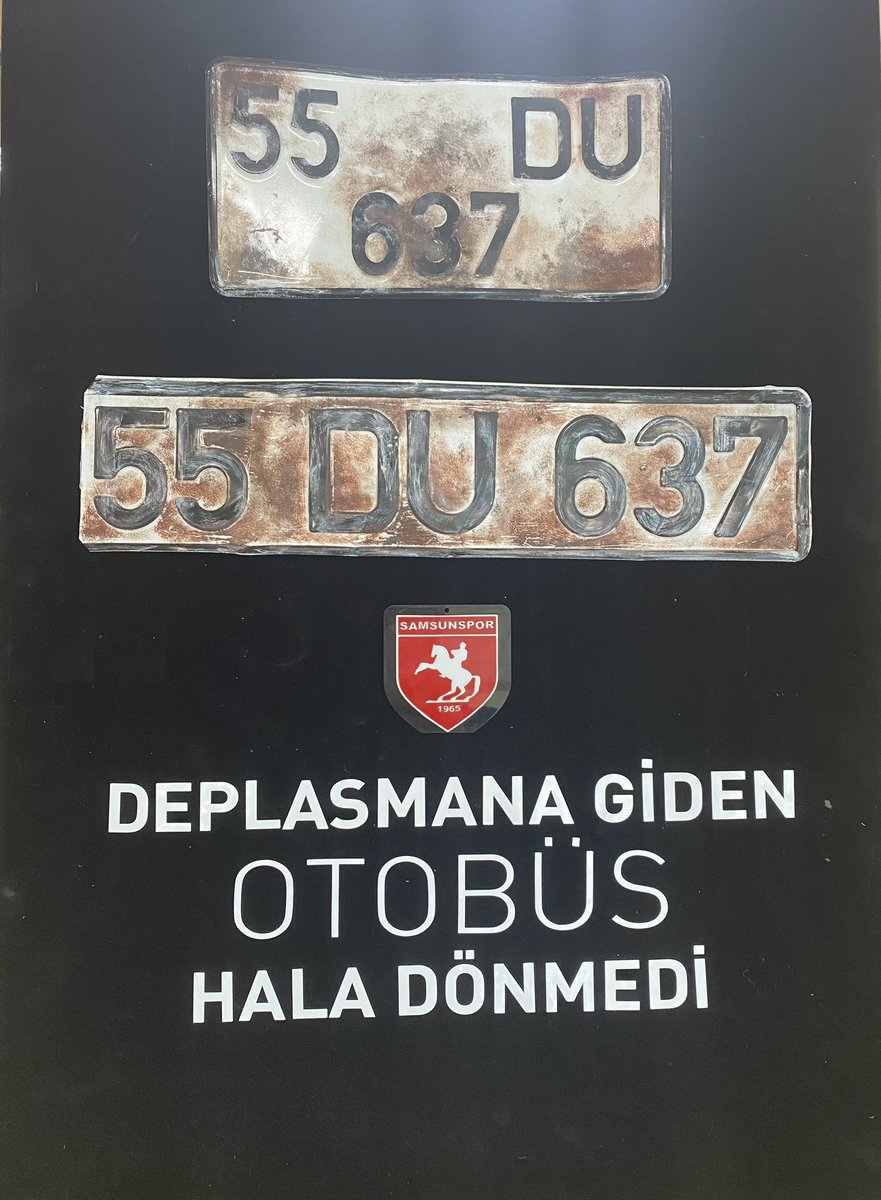 55 DU
637
55 DU 637
SAMSUNSPOR
1965
DEPLASMANA GİDEN
OTOBÜS
HALA DÖNMEDİ